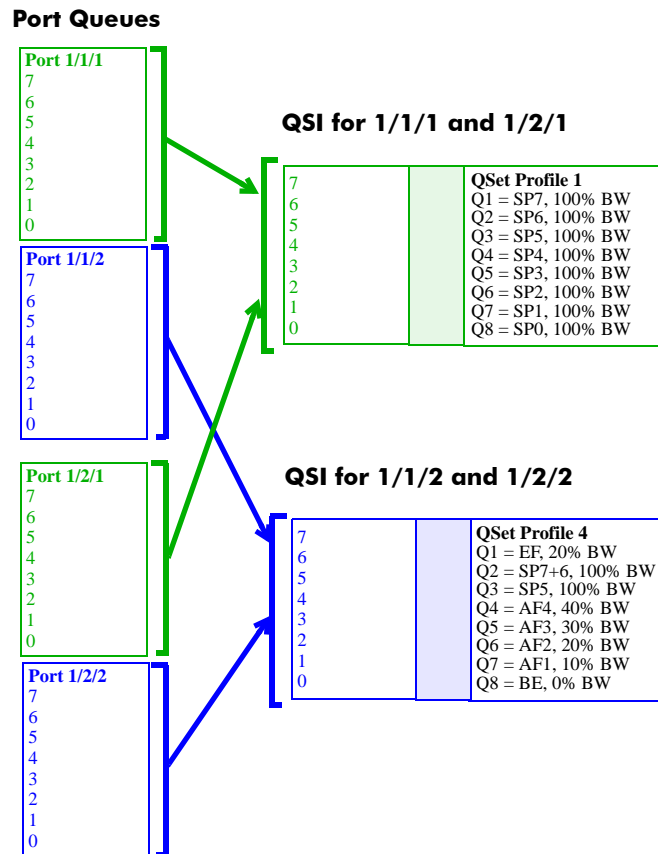 Port Queues
Port 1/1/1
7
6
5
4
3
2
1
0
Port 1/1/2
7
6
5
4
3
2
1
0
Port 1/2/1
7
6
5
4
3
2
1
0
Port 1/2/2
7
6
5
4
3
2
1
0
QSI for 1/1/1 and 1/2/1
7
6
5
4
3
2
1
0
QSet Profile 1
Q1 = SP7, 100% BW
Q2 = SP6, 100% BW
Q3 = SP5, 100% BW
Q4 = SP4, 100% BW
Q5 = SP3, 100% BW
Q6 = SP2, 100% BW
Q7 = SP1, 100% BW
Q8 = SP0, 100% BW
QSI for 1/1/2 and 1/2/2
7
6
5
4
3
2
1
0
QSet Profile 4
Q1 = EF, 20% BW
Q2 = SP7+6, 100% BW
Q3 = SP5, 100% BW
Q4 = AF4, 40% BW
Q5 = AF3, 30% BW
Q6 = AF2, 20% BW
Q7 = AF1, 10% BW
Q8 = BE, 0% BW